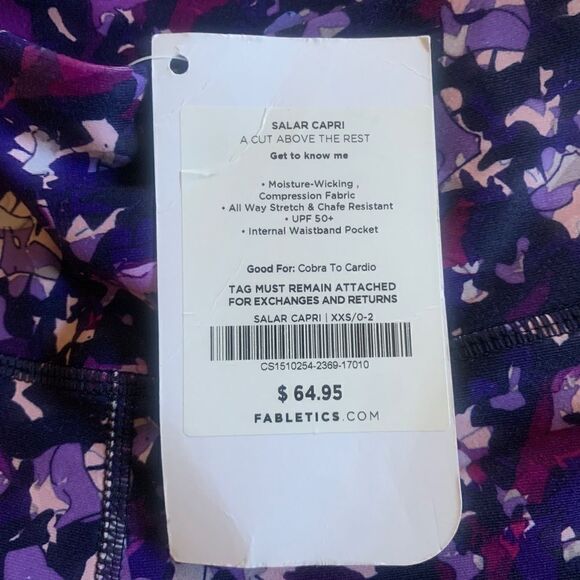 SALAR CAPRI
A CUT ABOVE THE REST
Get to know me
• Moisture-Wicking ,
Compression Fabric
• All Way Stretch & Chafe Resistant
• UPF 50+
• Internal Waistband Pocket
Good For: Cobra To Cardio
TAG MUST REMAIN ATTACHED
FOR EXCHANGES AND RETURNS
SALAR CAPRI | XXS/0-2
CS1510254-2369-17010
$ 64.95
FABLETICS.COM